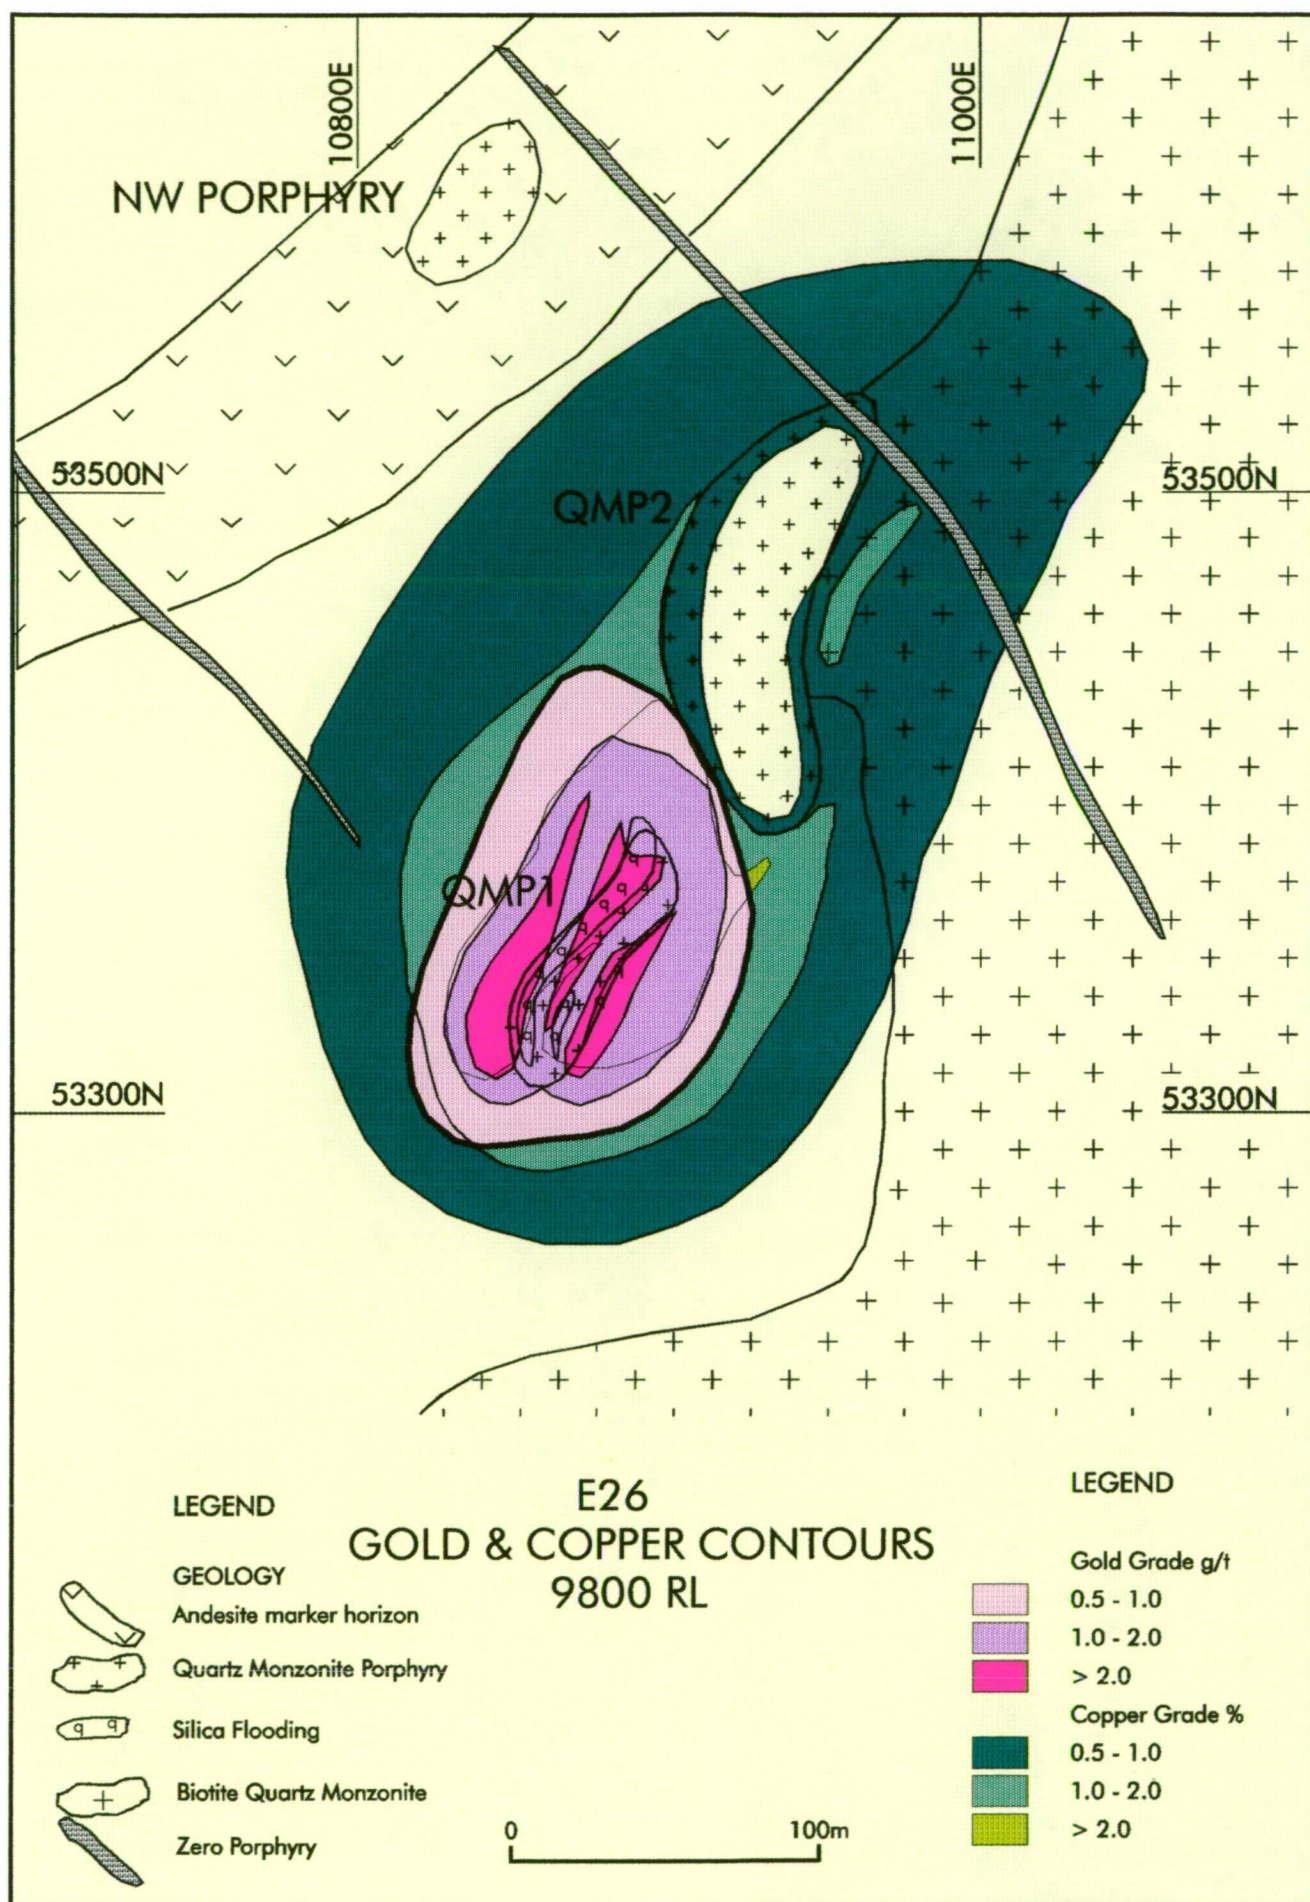 10800E
11000E
NW PORPHYRY
53500N
53500N
QMP2
QMP1
53300N
53300N
E26
GOLD & COPPER CONTOURS
9800 RL
LEGEND
GEOLOGY
Andesite marker horizon
Quartz Monzonite Porphyry
q q
Silica Flooding
Biotite Quartz Monzonite
Zero Porphyry
0 100m
LEGEND
Gold Grade g/t
0.5 - 1.0
1.0 - 2.0
> 2.0
Copper Grade %
0.5 - 1.0
1.0 - 2.0
> 2.0